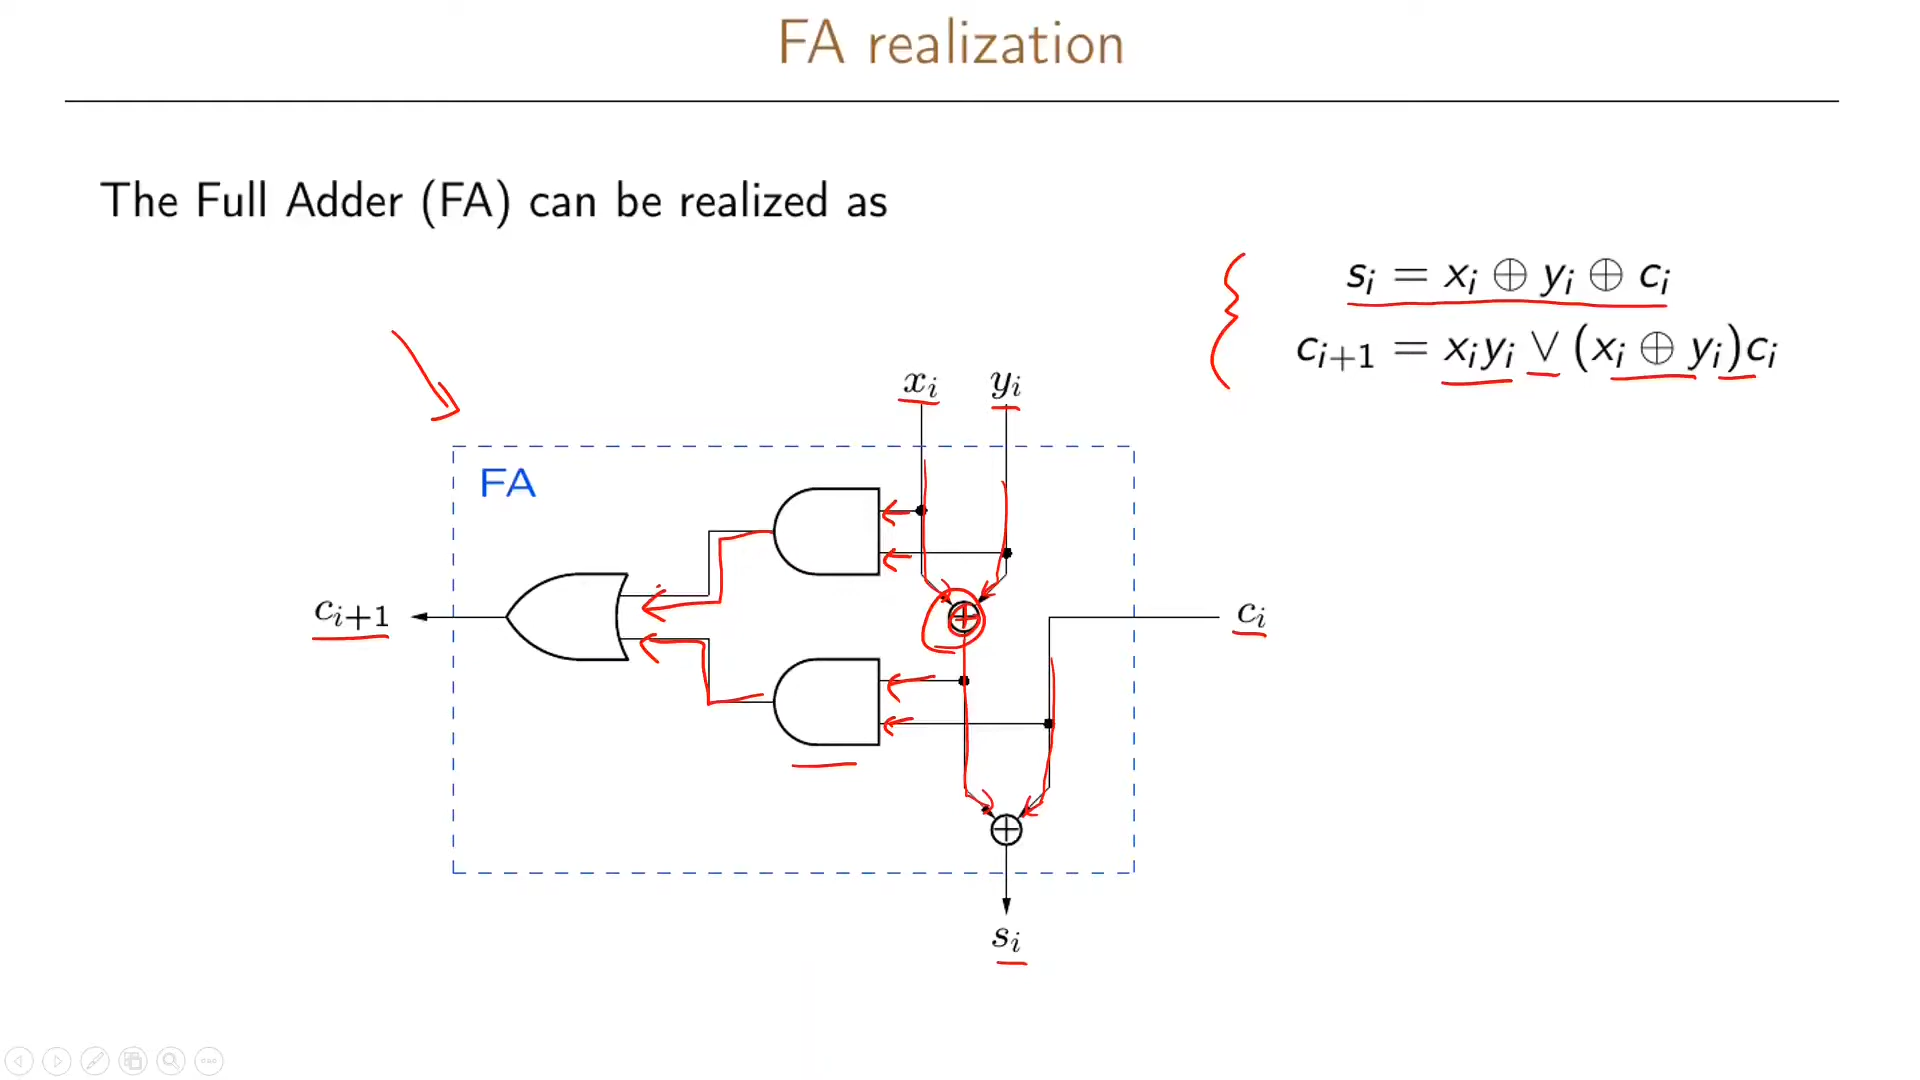 FA realization
The Full Adder (FA) can be realized as
sᵢ = xᵢ ⊕ yᵢ ⊕ cᵢ
cᵢ₊₁ = xᵢyᵢ ∨ (xᵢ ⊕ yᵢ)cᵢ
xᵢ yᵢ
FA
cᵢ₊₁
cᵢ
sᵢ